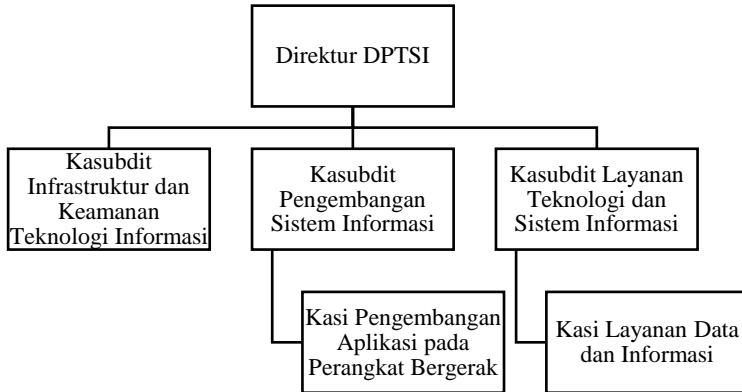 Direktur DPTSI
Kasubdit
Infrastruktur dan
Keamanan
Teknologi Informasi
Kasubdit
Pengembangan
Sistem Informasi
Kasubdit Layanan
Teknologi dan
Sistem Informasi
Kasi Pengembangan
Aplikasi pada
Perangkat Bergerak
Kasi Layanan Data
dan Informasi